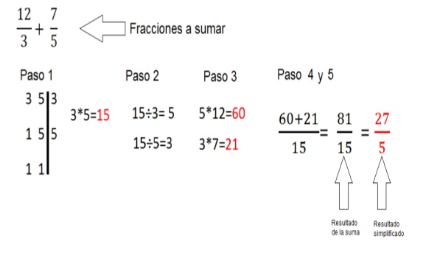 12/3 + 7/5 Fracciones a sumar
Paso 1 Paso 2 Paso 3 Paso 4 y 5
3 5|3
3*5=15 15÷3= 5 5*12=60
1 5|5
15÷5=3 3*7=21
1 1|
60+21/15 = 81/15 = 27/5
Resultado de la suma
Resultado simplificado